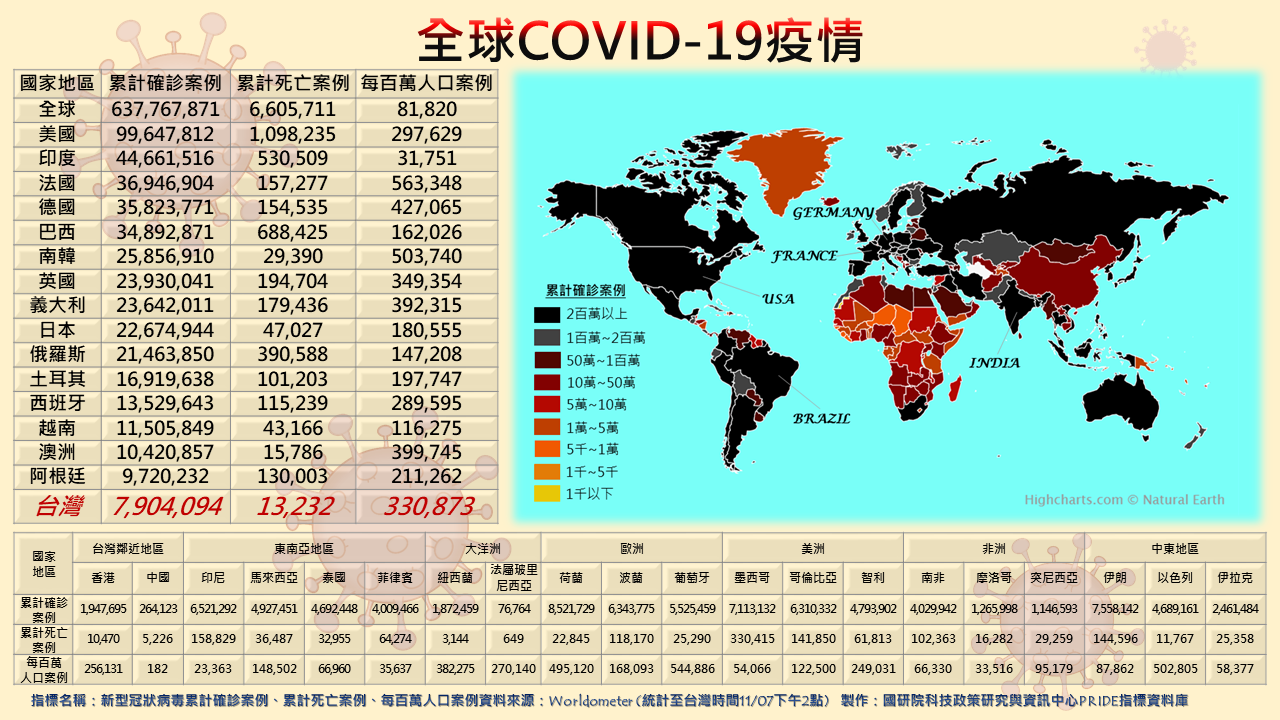 全球COVID-19疫情
國家地區 累計確診案例 累計死亡案例 每百萬人口案例
全球 637,767,871 6,605,711 81,820
美國 99,647,812 1,098,235 297,629
印度 44,661,516 530,509 31,751
法國 36,946,904 157,277 563,348
德國 35,823,771 154,535 427,065
巴西 34,892,871 688,425 162,026
南韓 25,856,910 29,390 503,740
英國 23,930,041 194,704 349,354
義大利 23,642,011 179,436 392,315
日本 22,674,944 47,027 180,555
俄羅斯 21,463,850 390,588 147,208
土耳其 16,919,638 101,203 197,747
西班牙 13,529,643 115,239 289,595
越南 11,505,849 43,166 116,275
澳洲 10,420,857 15,786 399,745
阿根廷 9,720,232 130,003 211,262
台灣 7,904,094 13,232 330,873
GERMANY
FRANCE
USA
INDIA
BRAZIL
累計確診案例
2百萬以上
1百萬~2百萬
50萬~1百萬
10萬~50萬
5萬~10萬
1萬~5萬
5千~1萬
1千~5千
1千以下
Highcharts.com © Natural Earth
國家
地區
台灣鄰近地區 東南亞地區 大洋洲 歐洲 美洲 非洲 中東地區
香港 中國 印尼 馬來西亞 泰國 菲律賓 紐西蘭 法屬玻里
尼西亞 荷蘭 波蘭 葡萄牙 墨西哥 哥倫比亞 智利 南非 摩洛哥 突尼西亞 伊朗 以色列 伊拉克
累計確診
案例 1,947,695 264,123 6,521,292 4,927,451 4,692,448 4,009,466 1,872,459 76,764 8,521,729 6,343,775 5,525,459 7,112,132 6,310,332 4,793,902 4,029,942 1,265,998 1,146,593 7,558,142 4,689,161 2,461,484
累計死亡
案例 10,470 5,226 158,829 36,487 32,955 64,274 3,144 649 22,845 118,170 25,290 330,415 141,850 61,813 102,363 16,282 29,259 144,596 11,767 25,358
每百萬
人口案例 256,131 182 23,363 148,502 66,960 35,637 382,275 270,140 495,120 168,093 544,886 54,066 122,500 249,031 66,330 33,516 95,179 87,862 502,805 58,377
指標名稱：新型冠狀病毒累計確診案例、累計死亡案例、每百萬人口案例資料來源：Worldometer (統計至台灣時間11/07下午2點) 製作：國研院科技政策研究與資訊中心PRIDE指標資料庫